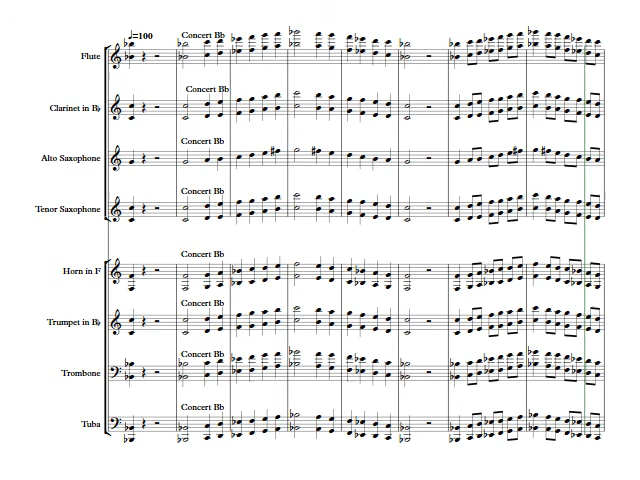 ♩=100
Concert Bb
Flute
Concert Bb
Clarinet in B♭
Concert Bb
Alto Saxophone
Concert Bb
Tenor Saxophone
Concert Bb
Horn in F
Concert Bb
Trumpet in B♭
Concert Bb
Trombone
Concert Bb
Tuba